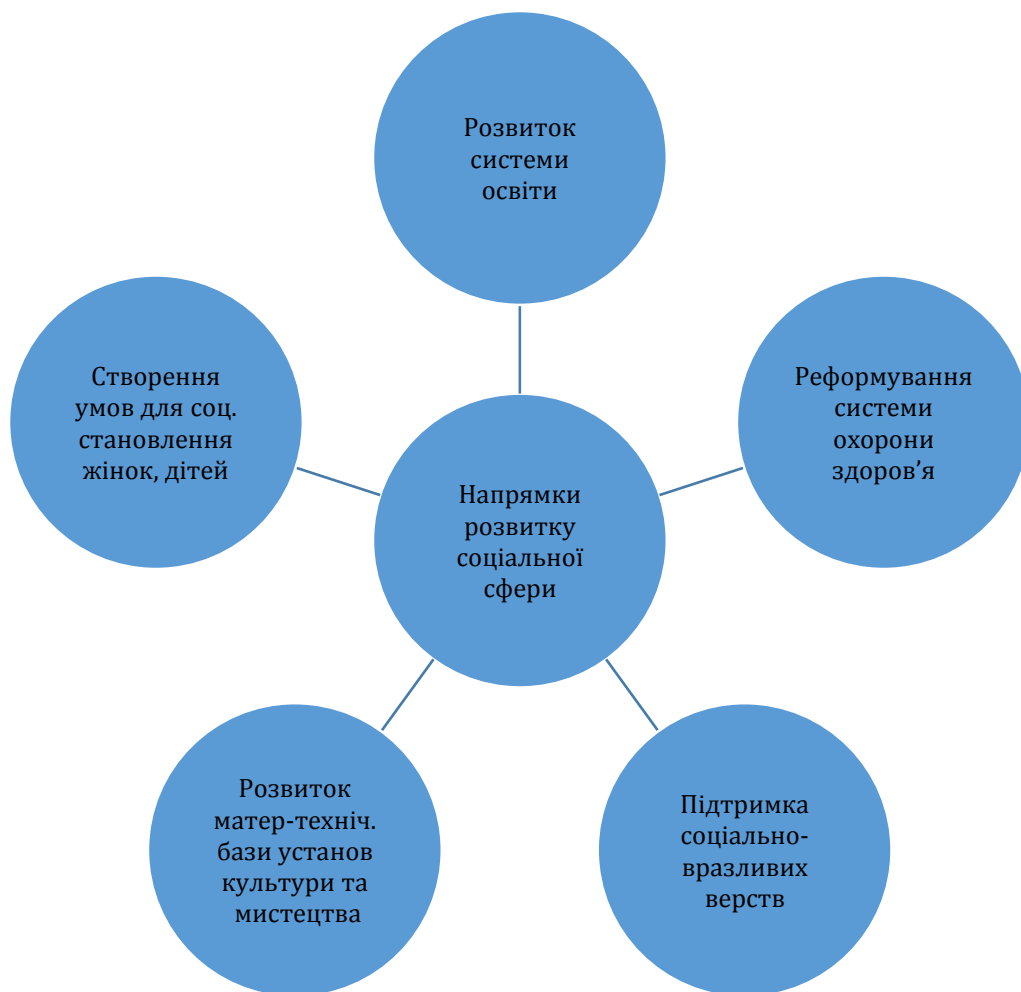 Розвиток
системи
освіти
Створення
умов для соц.
становлення
жінок, дітей
Реформування
системи
охорони
здоров’я
Напрямки
розвитку
соціальної
сфери
Розвиток
матер-техніч.
бази установ
культури та
мистецтва
Підтримка
соціально-
вразливих
верств